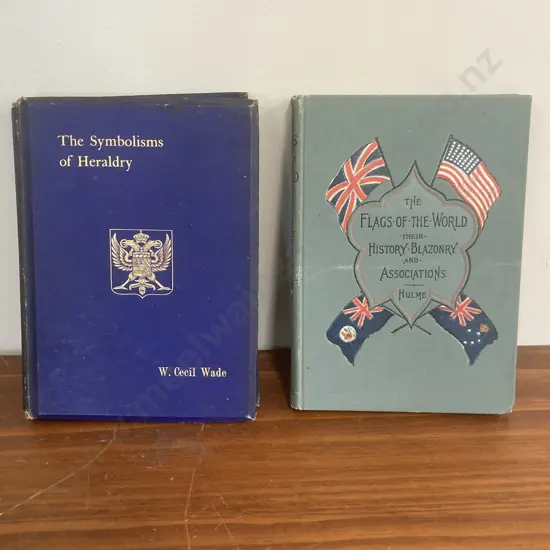 The Symbolisms
of Heraldry
W. Cecil Wade
THE
FLAGS·OF·THE·WORLD
THEIR
HISTORY·BLAZONRY
AND
ASSOCIATIONS
HULME